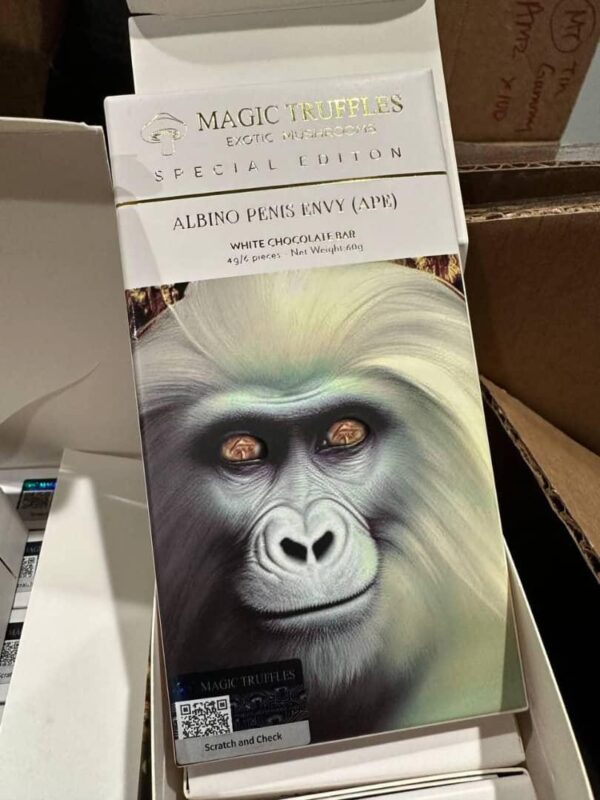 MAGIC TRUFFLES
EXOTIC MUSHROOMS
SPECIAL EDITON
ALBINO PENIS ENVY (APE)
WHITE CHOCOLATE BAR
4g/6 pieces - Net Weight 60g
MAGIC TRUFFLES
Scratch and Check